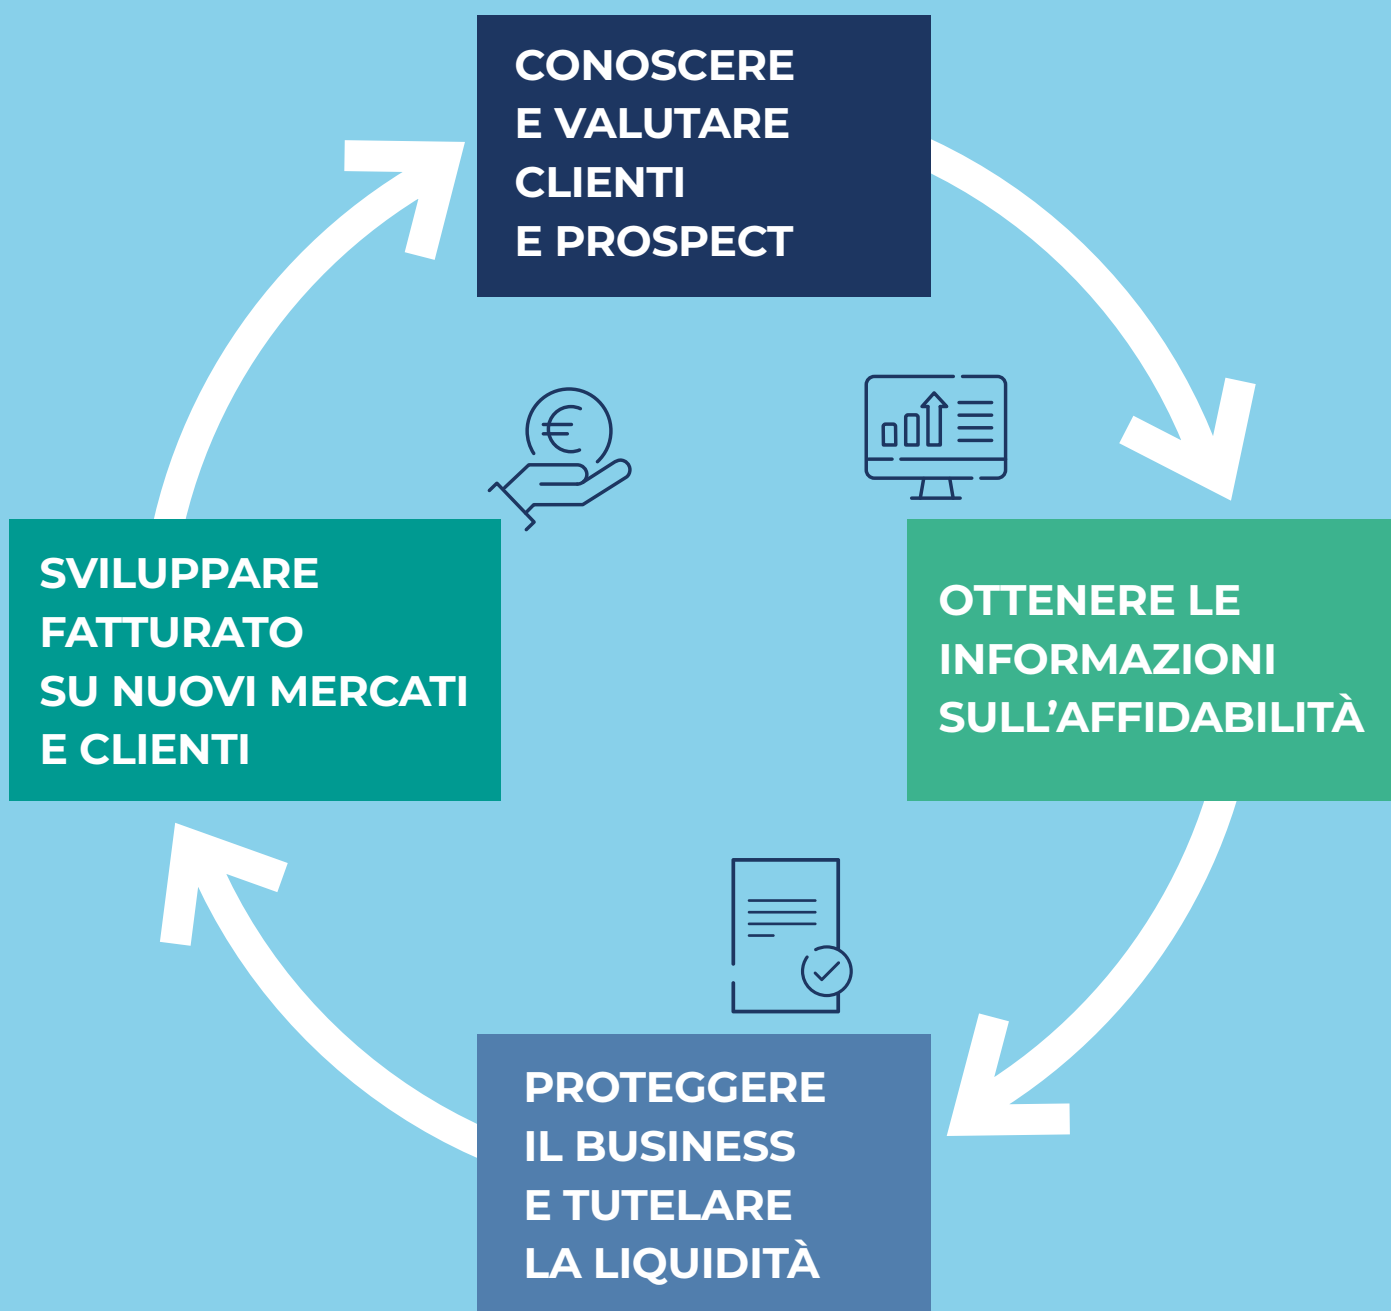 CONOSCERE
E VALUTARE
CLIENTI
E PROSPECT
OTTENERE LE
INFORMAZIONI
SULL’AFFIDABILITÀ
PROTEGGERE
IL BUSINESS
E TUTELARE
LA LIQUIDITÀ
SVILUPPARE
FATTURATO
SU NUOVI MERCATI
E CLIENTI